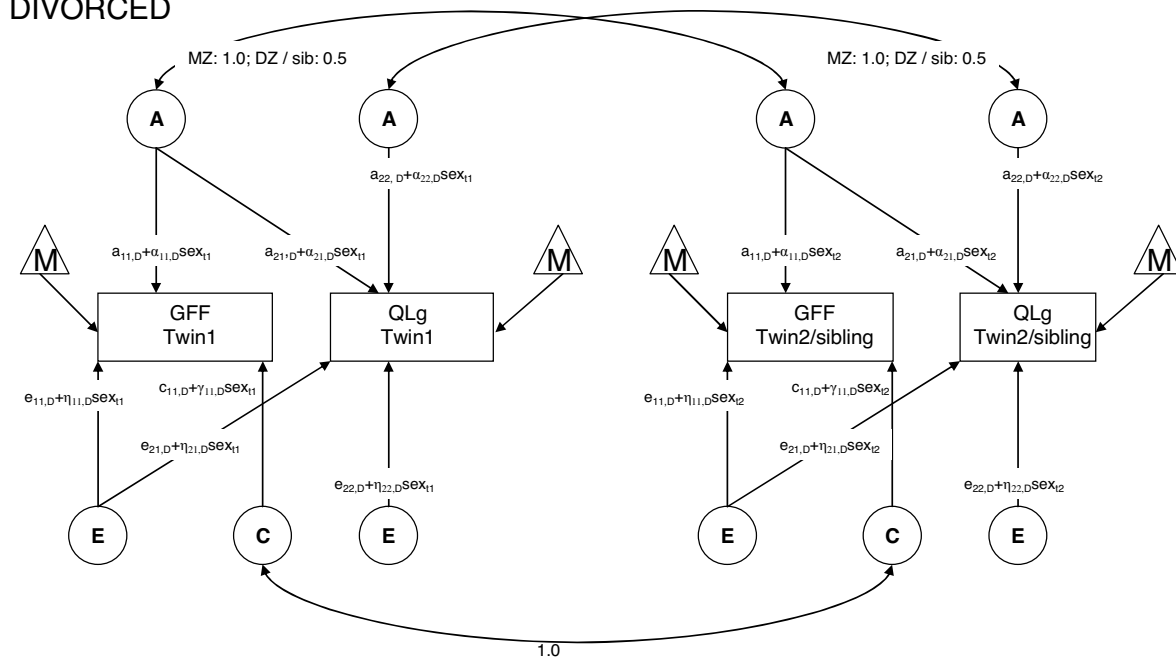 DIVORCED
MZ: 1.0; DZ / sib: 0.5
MZ: 1.0; DZ / sib: 0.5
A
A
A
A
a22, D+α22,Dsext1
a22,D+α22,Dsext2
M
a11,D+α11,Dsext1
a21,D+α21,Dsext1
M
M
a11,D+α11,Dsext2
a21,D+α21,Dsext2
M
GFF
Twin1
QLg
Twin1
GFF
Twin2/sibling
QLg
Twin2/sibling
e11,D+η11,Dsext1
c11,D+γ11,Dsext1
e11,D+η11,Dsext2
c11,D+γ11,Dsext2
e21,D+η21,Dsext1
e21,D+η21,Dsext2
e22,D+η22,Dsext1
e22,D+η22,Dsext2
E
C
E
E
C
E
1.0